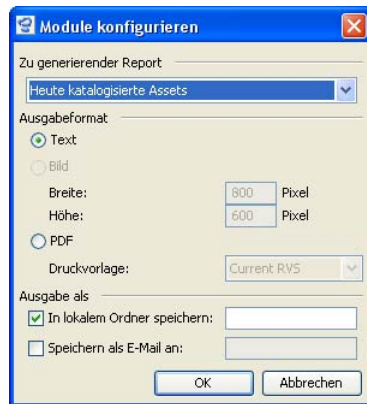 Module konfigurieren
Zu generierender Report
Heute katalogisierte Assets
Ausgabeformat
Text
Bild
Breite: 800 Pixel
Höhe: 600 Pixel
PDF
Druckvorlage: Current RVS
Ausgabe als
In lokalem Ordner speichern:
Speichern als E-Mail an:
OK Abbrechen